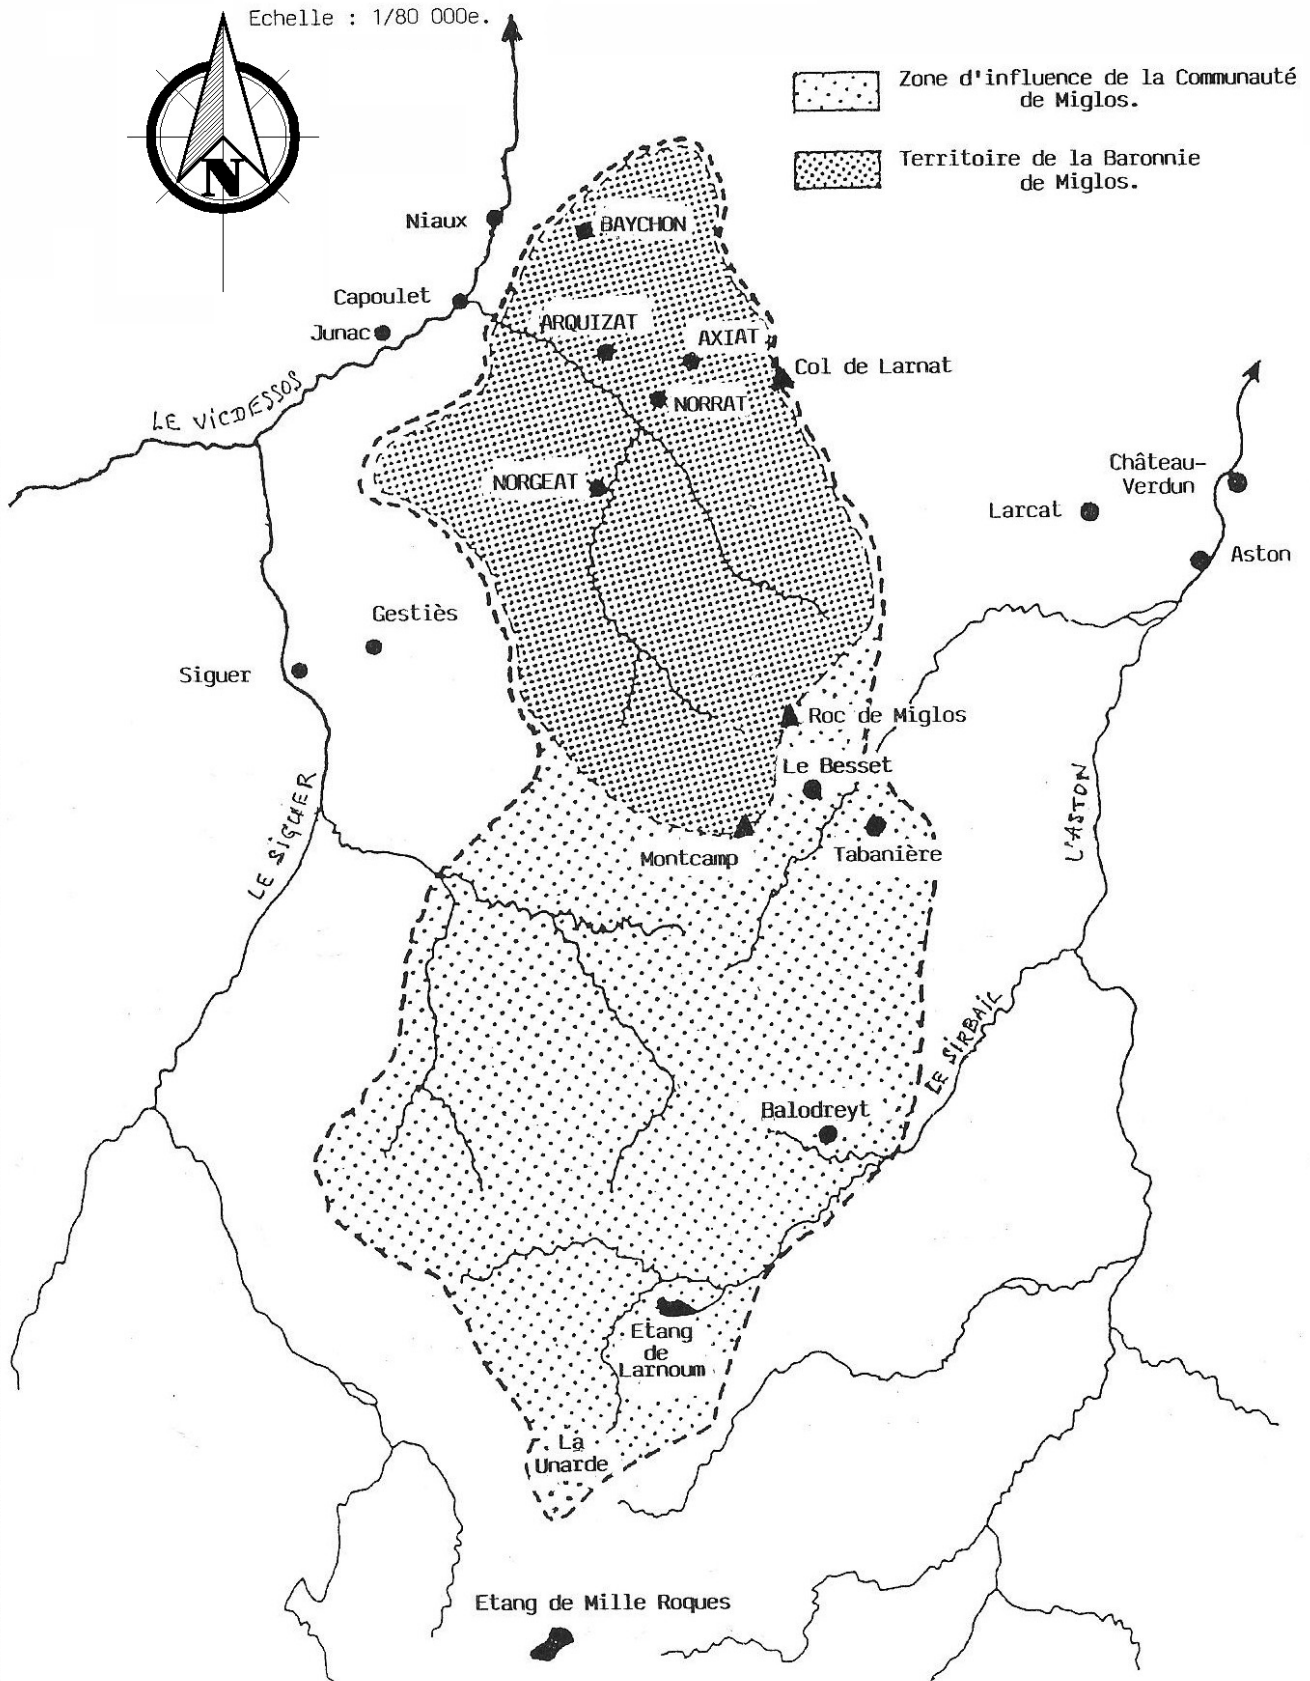 Echelle : 1/80 000e.
Zone d'influence de la Communauté
de Miglos.
Territoire de la Baronnie
de Miglos.
N
Niaux
BAYCHON
Capoulet
Junac
ARQUIZAT
AXIAT
Col de Larnat
LE VICDESSOS
NORRAT
NORGEAT
Château-
Verdun
Larcat
Aston
Gestiès
Siguer
Roc de Miglos
Le Besset
LE SIGUER
L'ASTON
Montcamp
Tabanière
LE SIRBAIL
Balodreyt
Etang
de
Larnoum
La
Unarde
Etang de Mille Roques